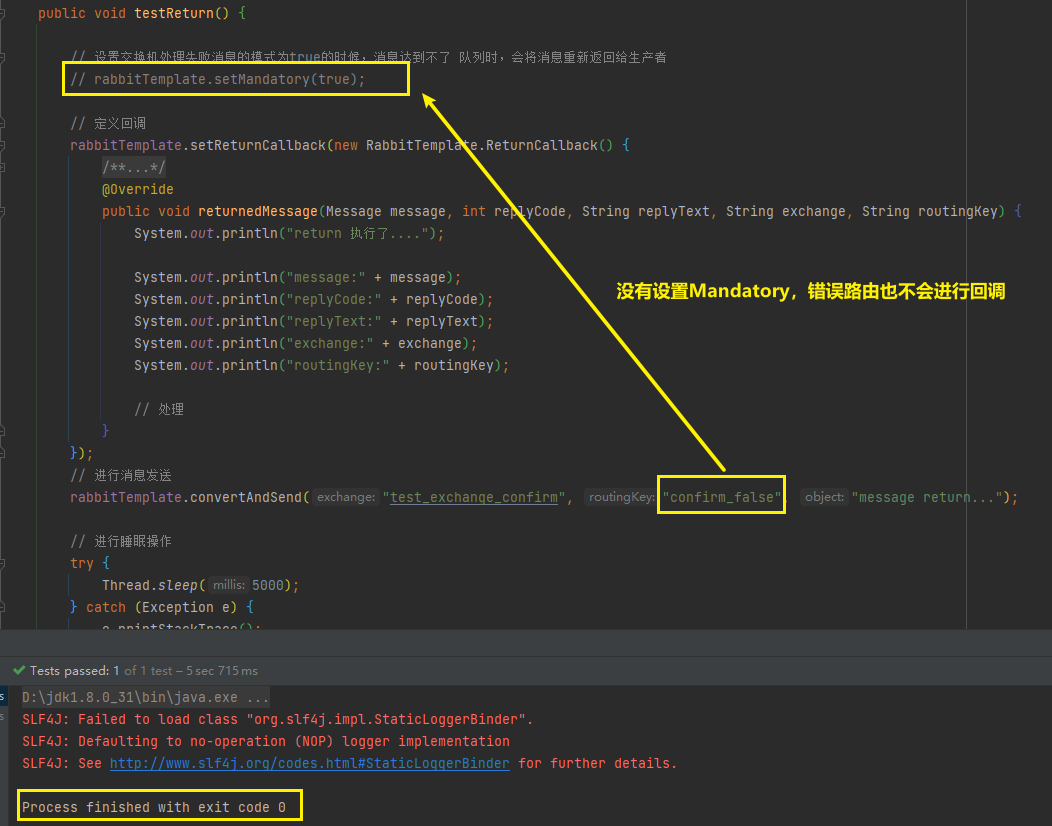 public void testReturn() {
// 设置交换机处理失败消息的模式为true的时候，消息达到不了 队列时，会将消息重新返回给生产者
// rabbitTemplate.setMandatory(true);
// 定义回调
rabbitTemplate.setReturnCallback(new RabbitTemplate.ReturnCallback() {
/**...*/
@Override
public void returnedMessage(Message message, int replyCode, String replyText, String exchange, String routingKey) {
System.out.println("return 执行了....");
System.out.println("message:" + message);
没有设置Mandatory，错误路由也不会进行回调
System.out.println("replyCode:" + replyCode);
System.out.println("replyText:" + replyText);
System.out.println("exchange:" + exchange);
System.out.println("routingKey:" + routingKey);
// 处理
}
});
// 进行消息发送
rabbitTemplate.convertAndSend( exchange: "test_exchange_confirm", routingKey: "confirm_false", object: "message return...");
// 进行睡眠操作
try {
Thread.sleep( millis: 5000);
} catch (Exception e) {
e.printStackTrace();
Tests passed: 1 of 1 test – 5 sec 715 ms
D:\jdk1.8.0_31\bin\java.exe ...
SLF4J: Failed to load class "org.slf4j.impl.StaticLoggerBinder".
SLF4J: Defaulting to no-operation (NOP) logger implementation
SLF4J: See http://www.slf4j.org/codes.html#StaticLoggerBinder for further details.
Process finished with exit code 0